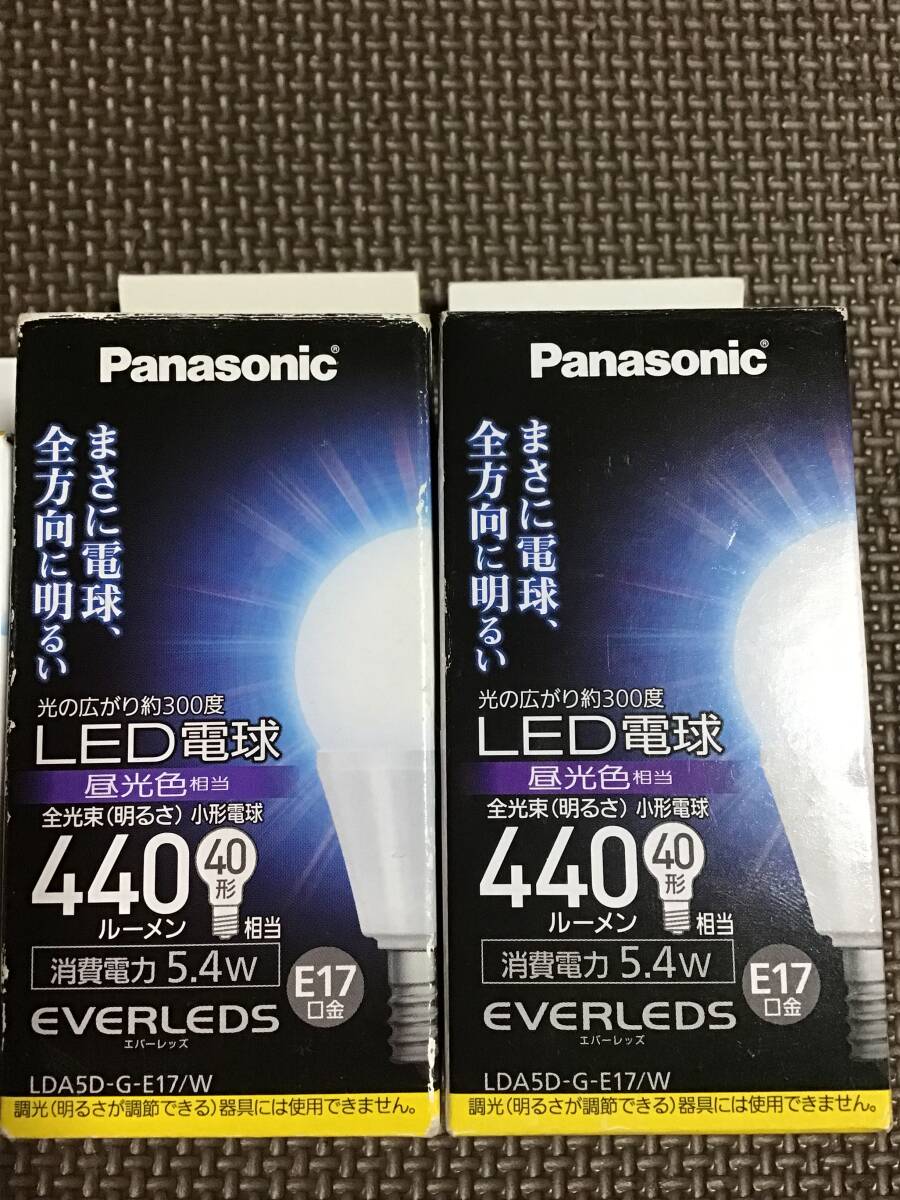 Panasonic®
まさに電球、
全方向に明るい
光の広がり約300度
LED電球
昼光色相当
全光束(明るさ) 小形電球
440
ルーメン
40
形
相当
消費電力 5.4W
E17
口金
EVERLEDS
エバーレッズ
LDA5D-G-E17/W
調光(明るさが調節できる)器具には使用できません。
Panasonic®
まさに電球、
全方向に明るい
光の広がり約300度
LED電球
昼光色相当
全光束(明るさ) 小形電球
440
ルーメン
40
形
相当
消費電力 5.4W
E17
口金
EVERLEDS
エバーレッズ
LDA5D-G-E17/W
調光(明るさが調節できる)器具には使用できません。